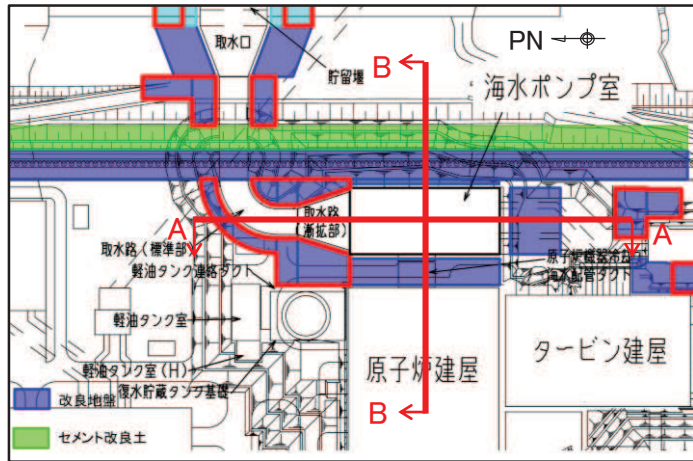 取水口
貯留堰
PN
B
海水ポンプ室
A
取水路
(漸拡部)
A
取水路(標準部)
軽油タンク連絡ダクト
原子炉機器冷却
海水配管ダクト
軽油タンク室
タービン建屋
原子炉建屋
軽油タンク室(H)
復水貯蔵タンク基礎
B
改良地盤
セメント改良土